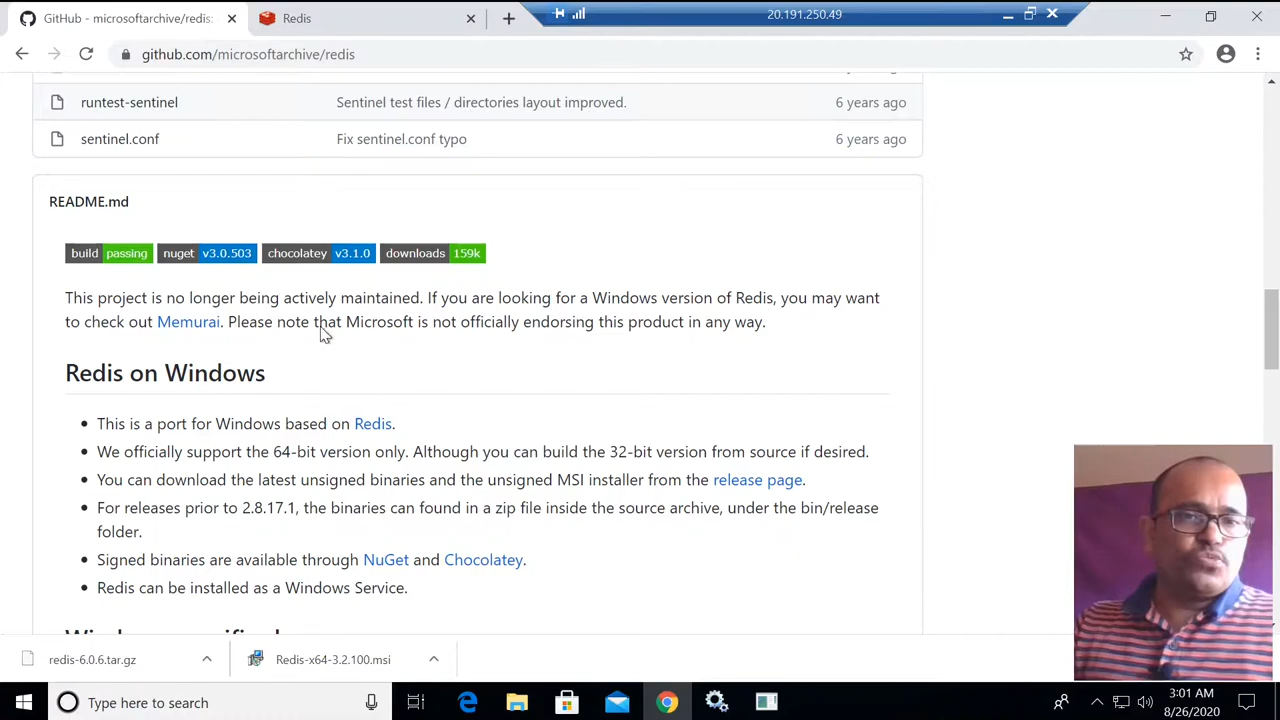 GitHub - microsoftarchive/redis:
Redis
20.191.250.49
github.com/microsoftarchive/redis
runtest-sentinel
Sentinel test files / directories layout improved.
6 years ago
sentinel.conf
Fix sentinel.conf typo
6 years ago
README.md
build passing nuget v3.0.503 chocolatey v3.1.0 downloads 159k
This project is no longer being actively maintained. If you are looking for a Windows version of Redis, you may want
to check out Memurai. Please note that Microsoft is not officially endorsing this product in any way.
Redis on Windows
This is a port for Windows based on Redis.
We officially support the 64-bit version only. Although you can build the 32-bit version from source if desired.
You can download the latest unsigned binaries and the unsigned MSI installer from the release page.
For releases prior to 2.8.17.1, the binaries can found in a zip file inside the source archive, under the bin/release
folder.
Signed binaries are available through NuGet and Chocolatey.
Redis can be installed as a Windows Service.
redis-6.0.6.tar.gz
Redis-x64-3.2.100.msi
Type here to search
3:01 AM
8/26/2020